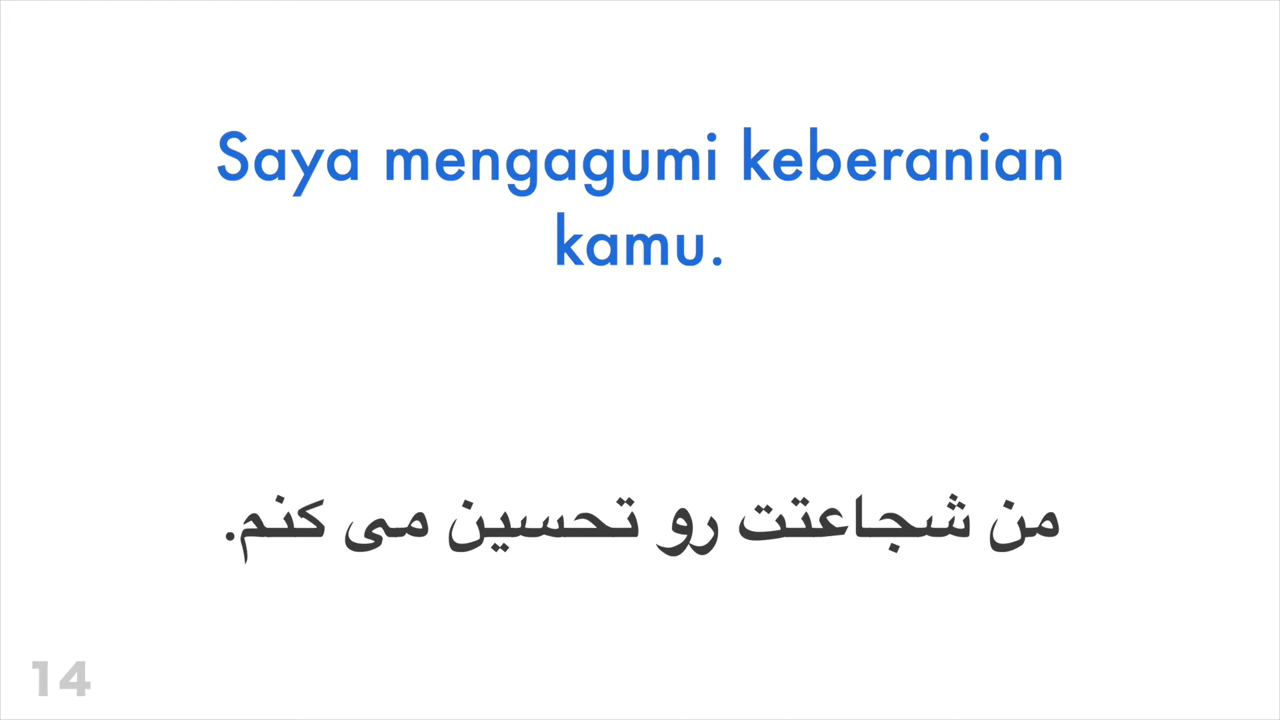 Saya mengagumi keberanian
kamu.
من شجاعتت رو تحسین می کنم.
14